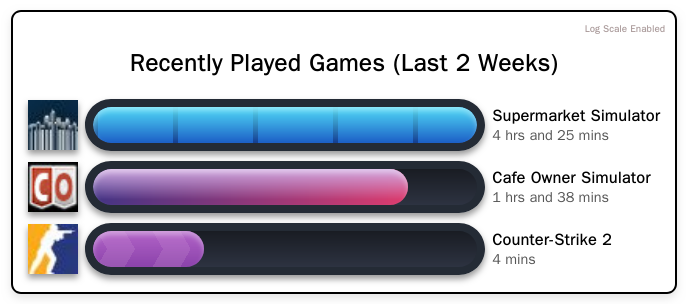 Log Scale Enabled
Recently Played Games (Last 2 Weeks)
Supermarket Simulator
4 hrs and 25 mins
CO
Cafe Owner Simulator
1 hrs and 38 mins
Counter-Strike 2
4 mins